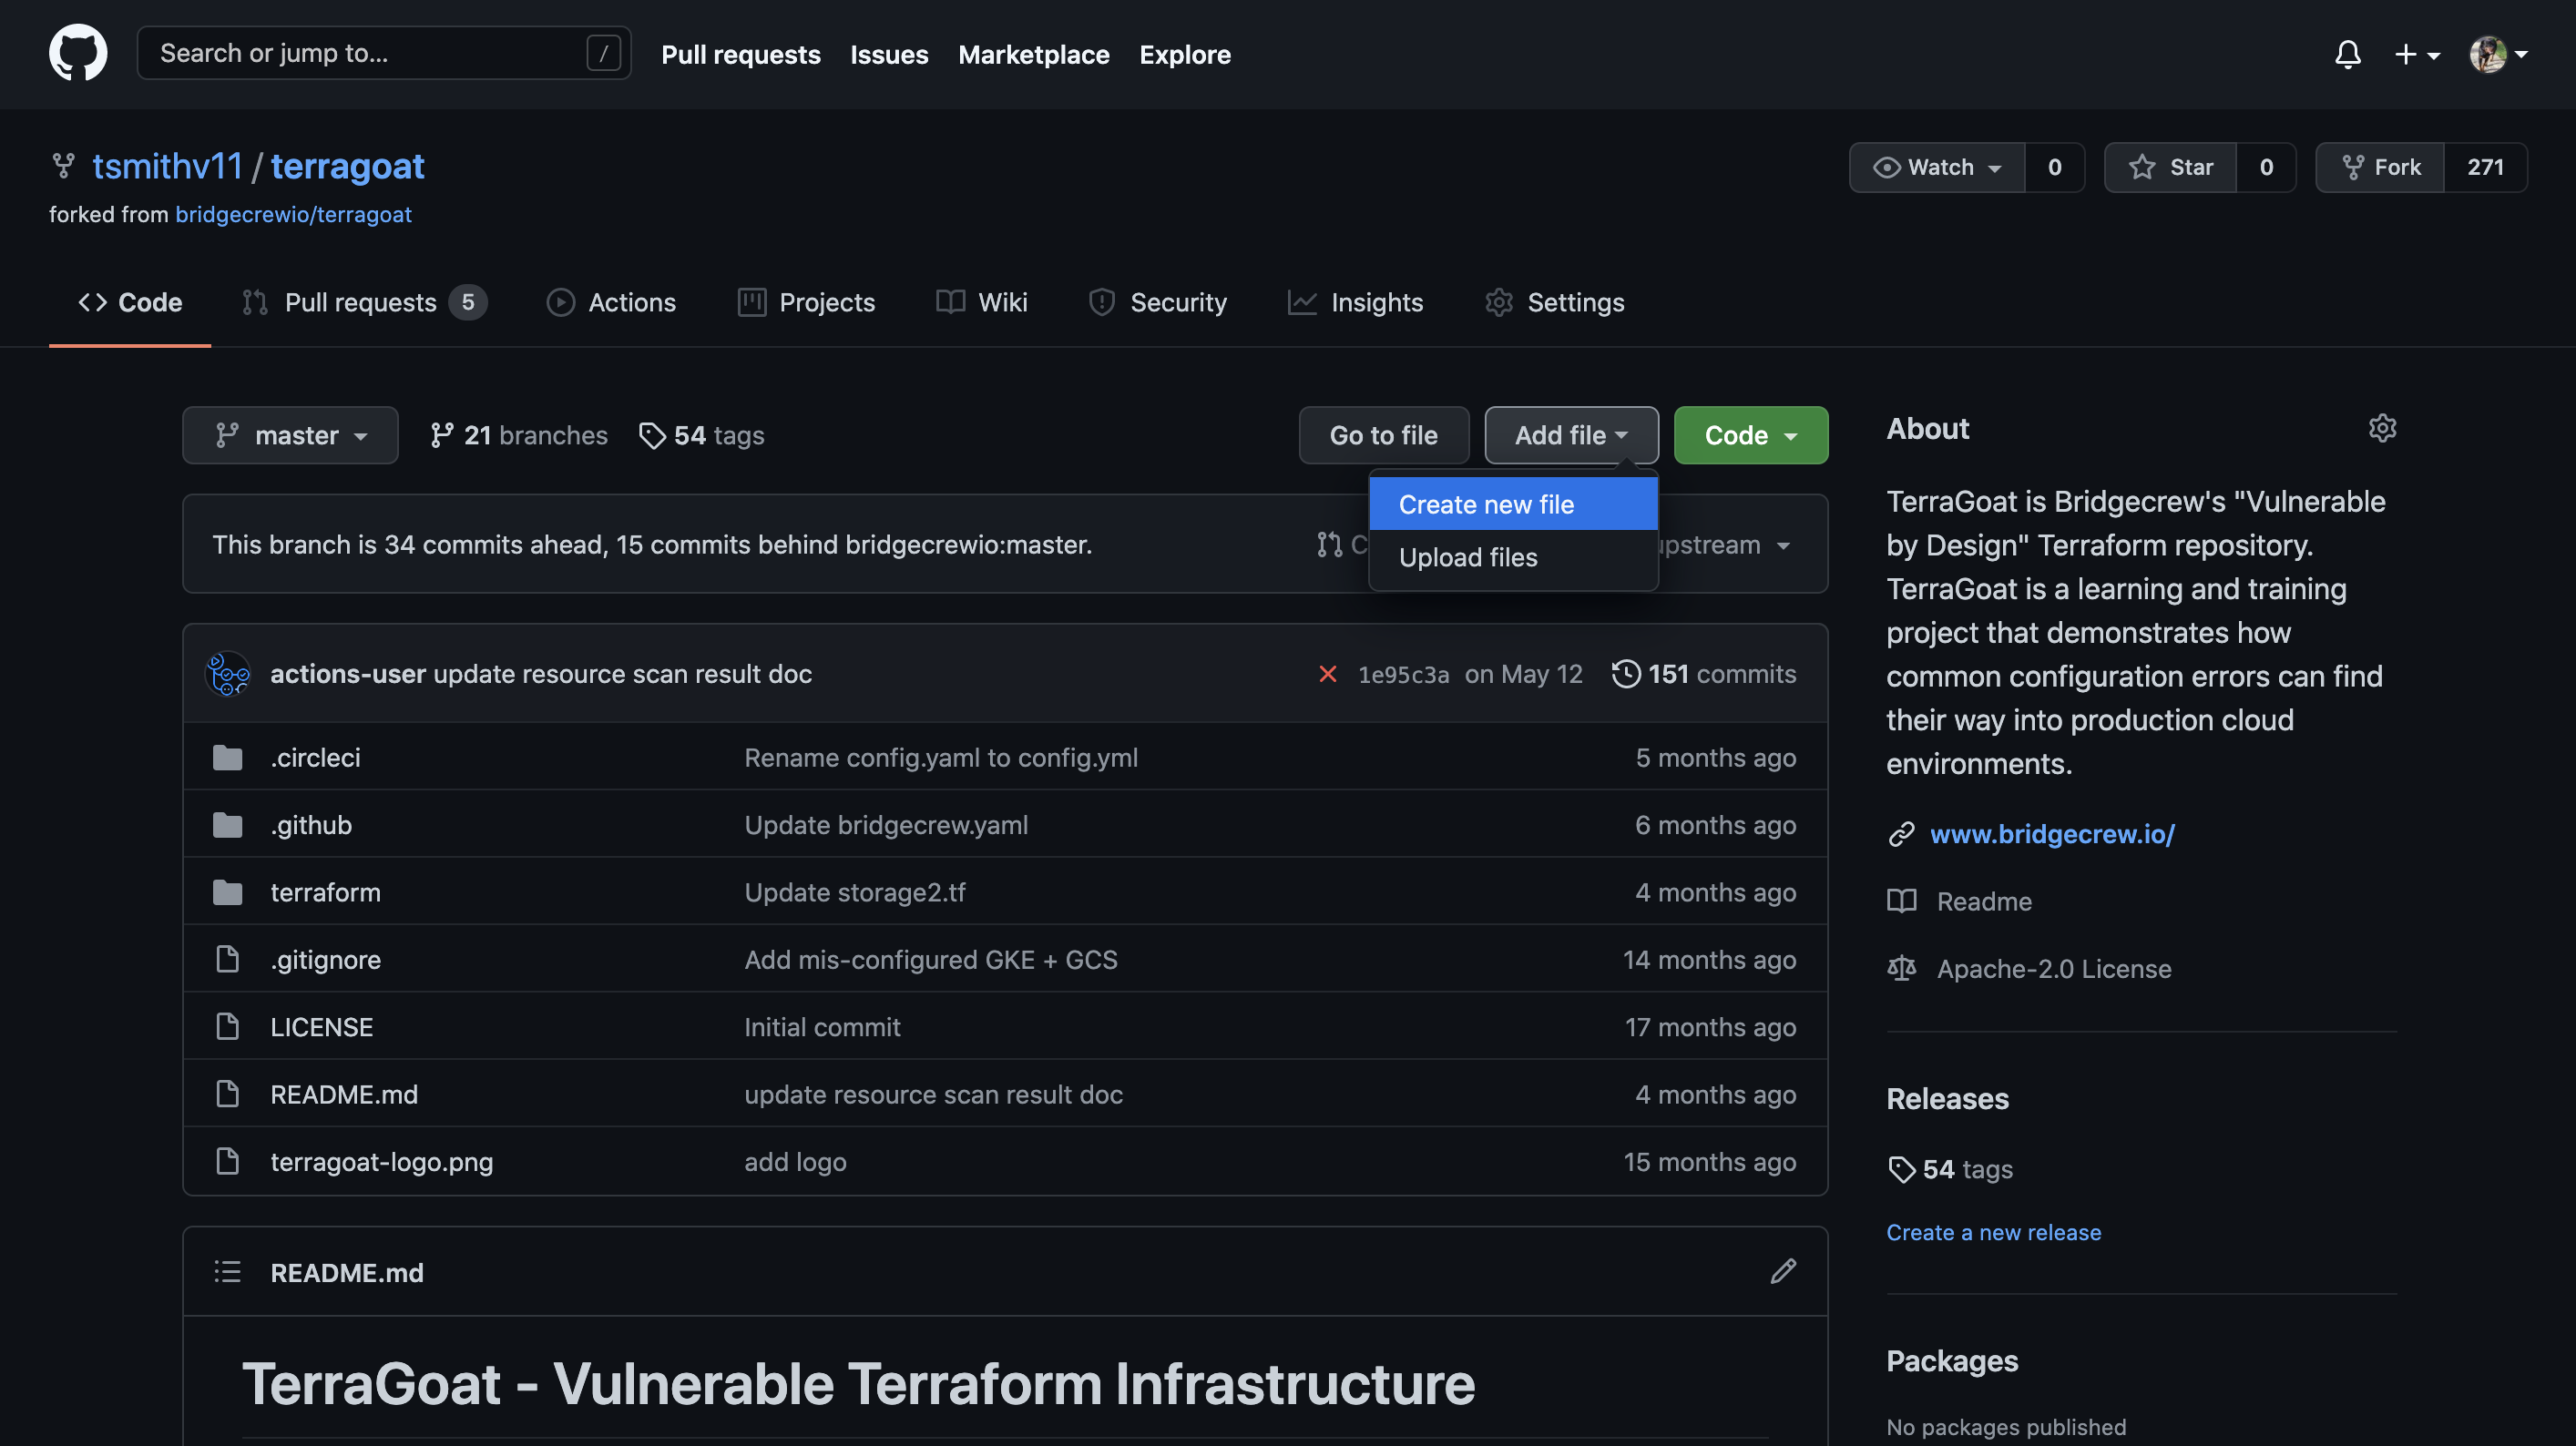 Search or jump to... /
Pull requests Issues Marketplace Explore
tsmithv11 / terragoat
forked from bridgecrewio/terragoat
Watch 0 Star 0 Fork 271
Code Pull requests 5 Actions Projects Wiki Security Insights Settings
master 21 branches 54 tags
Go to file Add file Code
Create new file
Upload files
This branch is 34 commits ahead, 15 commits behind bridgecrewio:master.
upstream
actions-user update resource scan result doc 1e95c3a on May 12 151 commits
.circleci Rename config.yaml to config.yml 5 months ago
.github Update bridgecrew.yaml 6 months ago
terraform Update storage2.tf 4 months ago
.gitignore Add mis-configured GKE + GCS 14 months ago
LICENSE Initial commit 17 months ago
README.md update resource scan result doc 4 months ago
terragoat-logo.png add logo 15 months ago
README.md
TerraGoat - Vulnerable Terraform Infrastructure
About
TerraGoat is Bridgecrew's "Vulnerable
by Design" Terraform repository.
TerraGoat is a learning and training
project that demonstrates how
common configuration errors can find
their way into production cloud
environments.
www.bridgecrew.io/
Readme
Apache-2.0 License
Releases
54 tags
Create a new release
Packages
No packages published